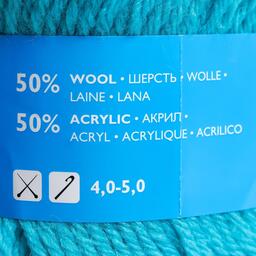 50% WOOL • ШЕРСТЬ • WOLLE •
LAINE • LANA
50% ACRYLIC • АКРИЛ •
ACRYL • ACRYLIQUE • ACRILICO
4,0-5,0